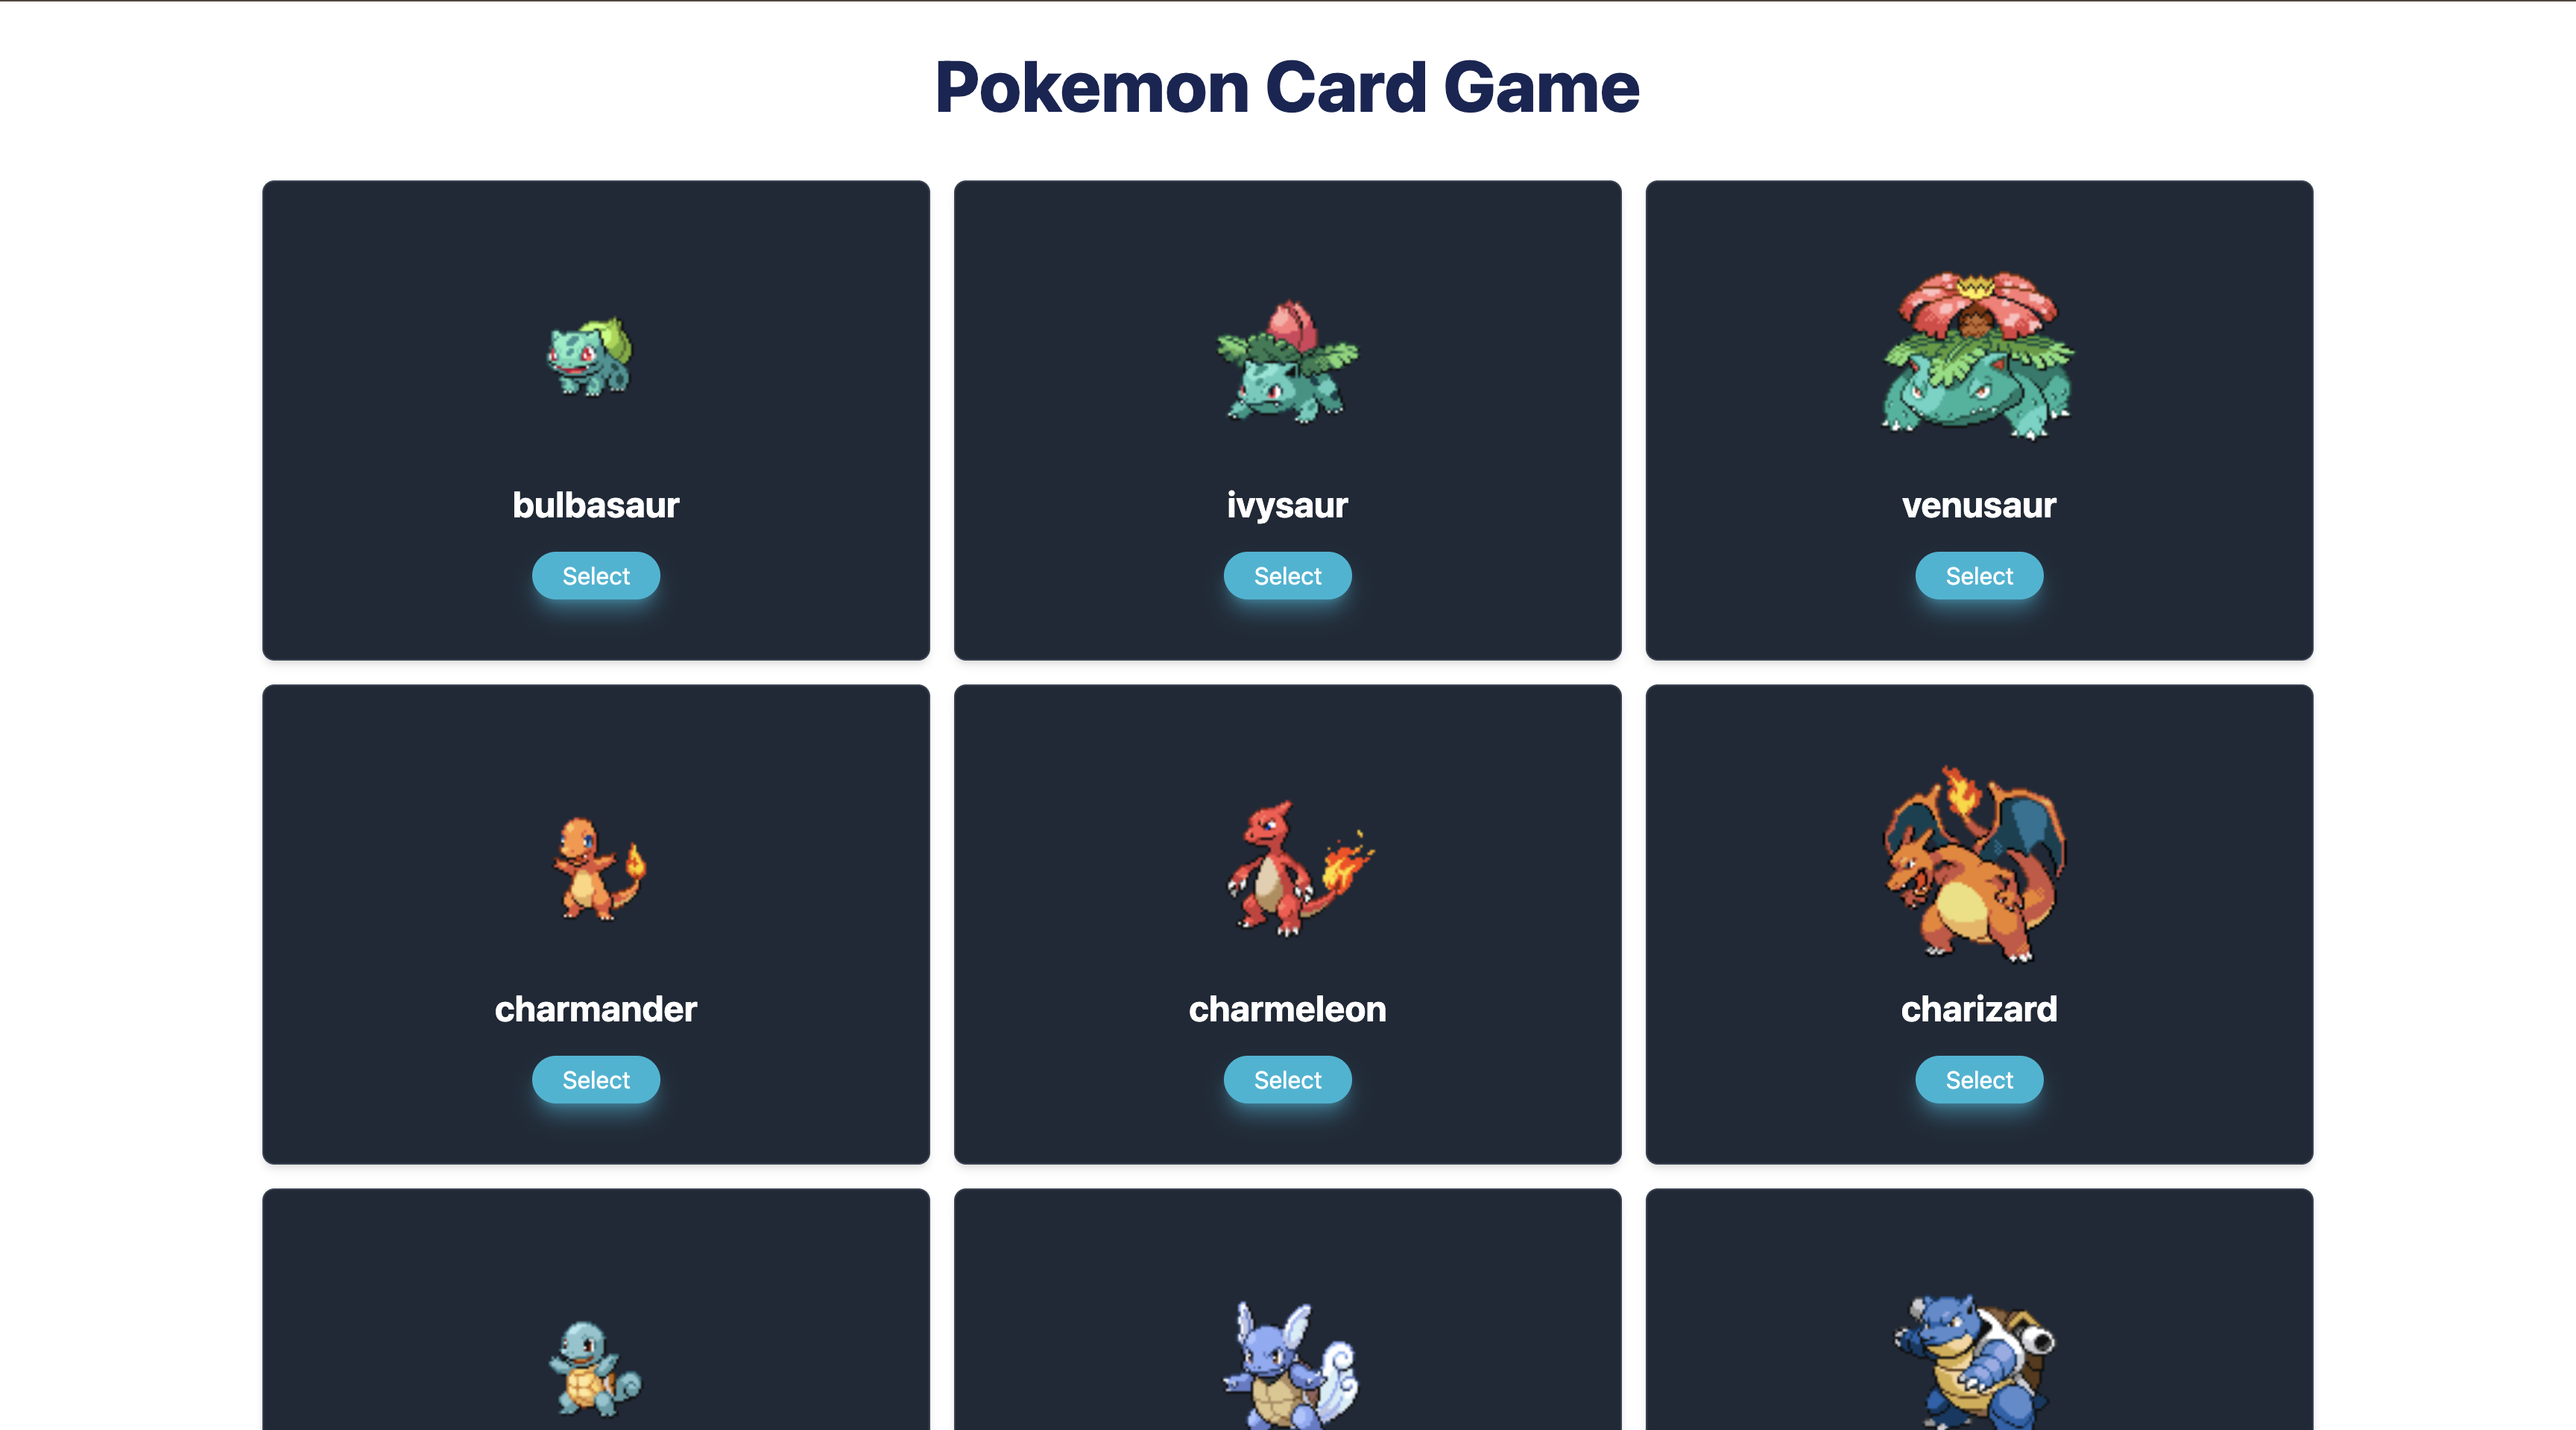 Pokemon Card Game
bulbasaur
ivysaur
venusaur
Select
Select
Select
charmander
charmeleon
charizard
Select
Select
Select